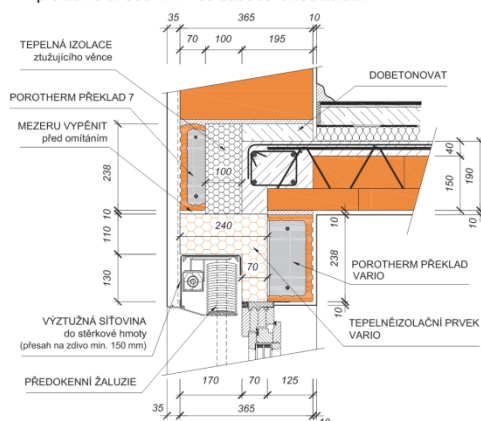 35
365
10
70
100
195
TEPELNÁ IZOLACE
ztužujícího věnce
DOBETONOVAT
POROTHERM PŘEKLAD 7
MEZERU VYPĚNIT
před omítáním
238
100
40
150
190
10
10
240
110
10
238
70
130
POROTHERM PŘEKLAD
VARIO
10
VÝZTUŽNÁ SÍŤOVINA
do stěrkové hmoty
(přesah na zdivo min. 150 mm)
TEPELNĚIZOLAČNÍ PRVEK
VARIO
PŘEDOKENNÍ ŽALUZIE
170
70
125
35
365